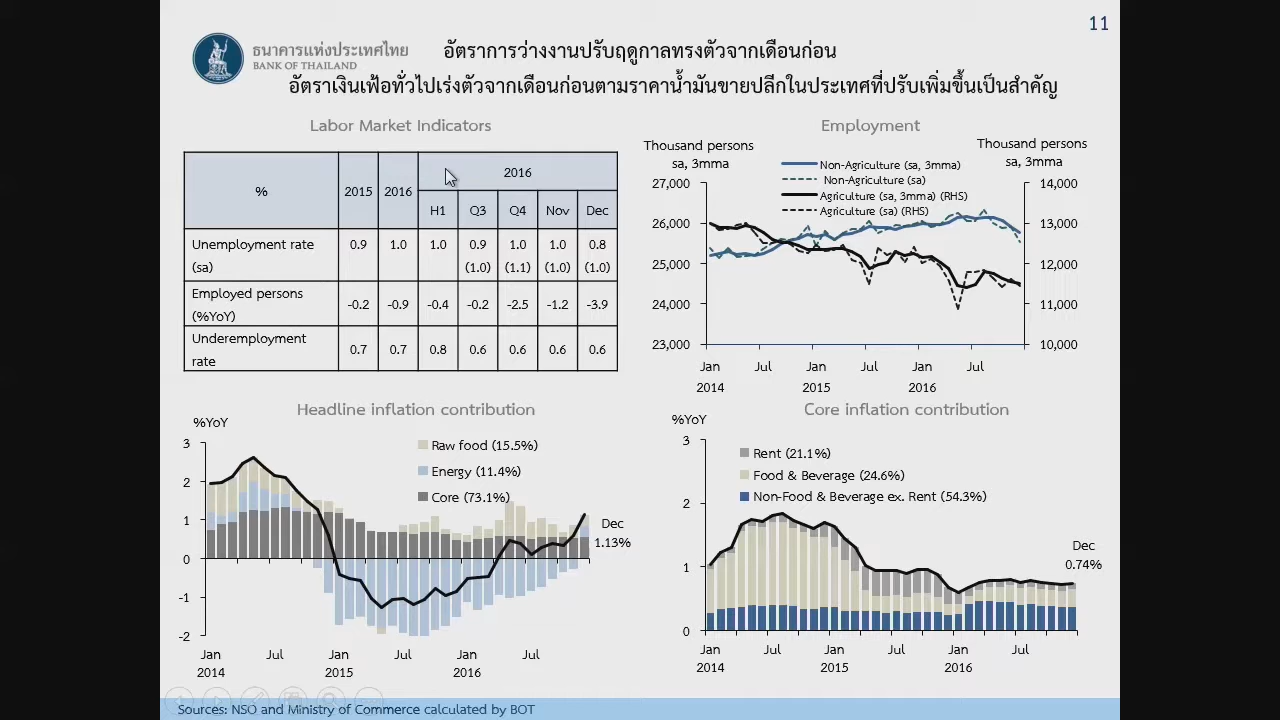 11
ธนาคารแห่งประเทศไทย
BANK OF THAILAND
อัตราการว่างงานปรับฤดูกาลทรงตัวจากเดือนก่อน
อัตราเงินเฟ้อทั่วไปเร่งตัวจากเดือนก่อนตามราคาน้ำมันขายปลีกในประเทศที่ปรับเพิ่มขึ้นเป็นสำคัญ
Labor Market Indicators
% 2015 2016 2016
H1 Q3 Q4 Nov Dec
Unemployment rate 0.9 1.0 1.0 0.9 1.0 1.0 0.8
(sa) (1.0) (1.1) (1.0) (1.0)
Employed persons
(%YoY) -0.2 -0.9 -0.4 -0.2 -2.5 -1.2 -3.9
Underemployment
rate 0.7 0.7 0.8 0.6 0.6 0.6 0.6
Employment
Thousand persons
sa, 3mma
Thousand persons
sa, 3mma
Non-Agriculture (sa, 3mma)
Non-Agriculture (sa)
Agriculture (sa, 3mma) (RHS)
Agriculture (sa) (RHS)
27,000 14,000
26,000 13,000
25,000 12,000
24,000 11,000
23,000 10,000
Jan Jul Jan Jul Jan Jul
2014 2015 2016
Headline inflation contribution
%YoY
Raw food (15.5%)
Energy (11.4%)
Core (73.1%)
3
2
1
0
-1
-2
Dec
1.13%
Jan Jul Jan Jul Jan Jul
2014 2015 2016
Core inflation contribution
%YoY
Rent (21.1%)
Food & Beverage (24.6%)
Non-Food & Beverage ex. Rent (54.3%)
3
2
1
0
Dec
0.74%
Jan Jul Jan Jul Jan Jul
2014 2015 2016
Sources: NSO and Ministry of Commerce calculated by BOT